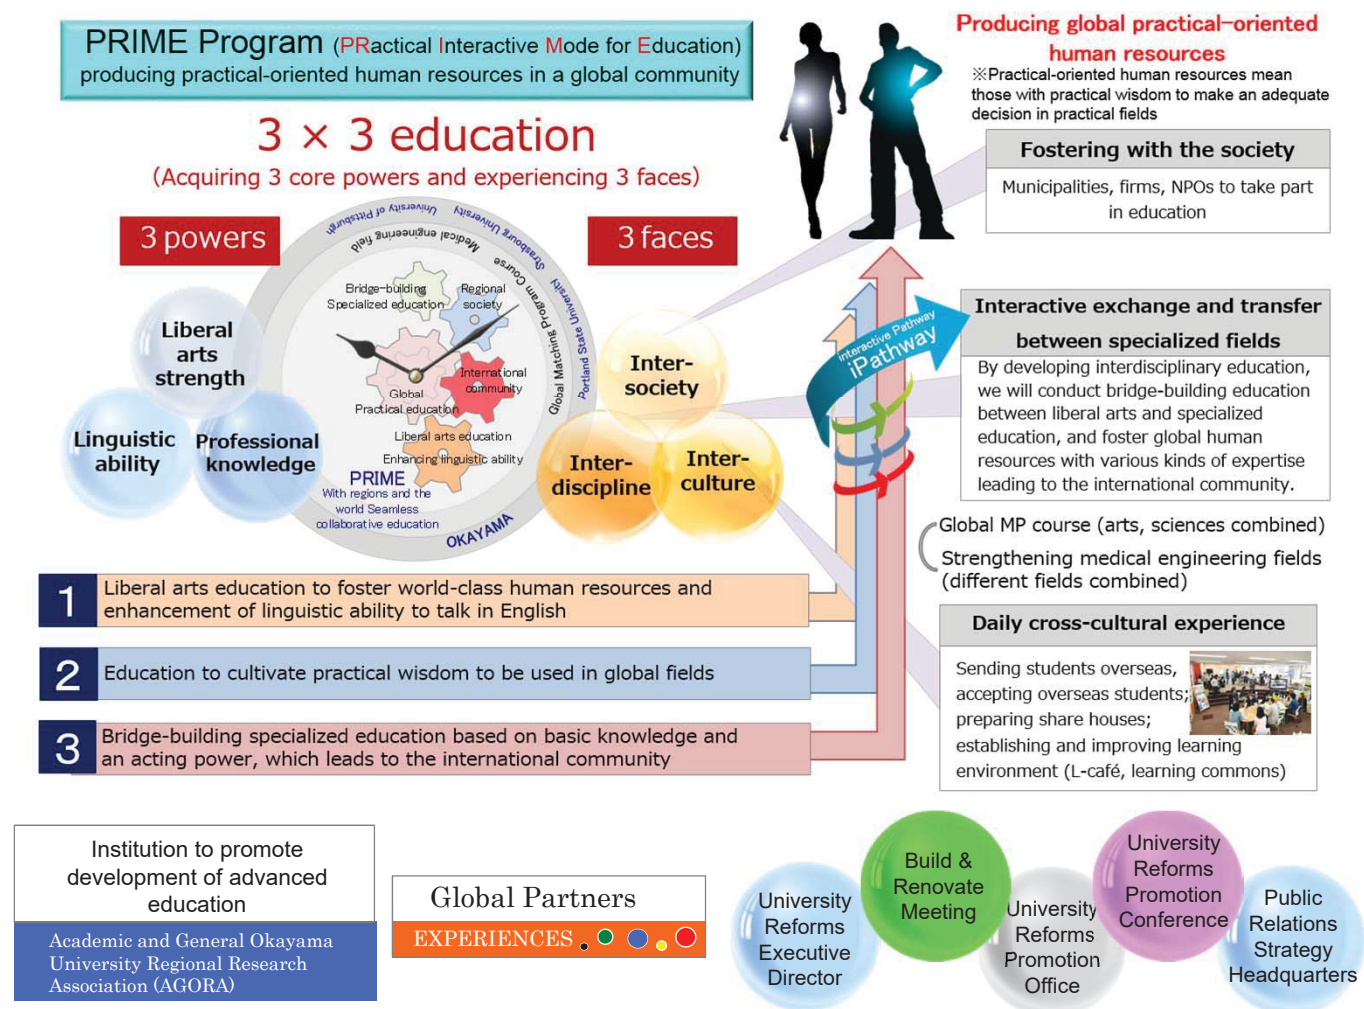 PRIME Program (PRactical Interactive Mode for Education)
producing practical-oriented human resources in a global community
3 × 3 education
(Acquiring 3 core powers and experiencing 3 faces)
3 powers
3 faces
Liberal
arts
strength
Linguistic
ability
Professional
knowledge
University of Pittsburgh
Strasbourg University
Portland State University
Medical engineering field
Global Matching Program Course
Bridge-building
Specialized education
Regional
society
International
community
Global
Practical education
Liberal arts education
Enhancing linguistic ability
PRIME
With regions and the
world Seamless
collaborative education
OKAYAMA
Inter-
society
Inter-
discipline
Inter-
culture
Producing global practical-oriented
human resources
※Practical-oriented human resources mean
those with practical wisdom to make an adequate
decision in practical fields
Fostering with the society
Municipalities, firms, NPOs to take part
in education
Interactive Pathway
iPathway
Interactive exchange and transfer
between specialized fields
By developing interdisciplinary education,
we will conduct bridge-building education
between liberal arts and specialized
education, and foster global human
resources with various kinds of expertise
leading to the international community.
Global MP course (arts, sciences combined)
Strengthening medical engineering fields
(different fields combined)
Daily cross-cultural experience
Sending students overseas,
accepting overseas students;
preparing share houses;
establishing and improving learning
environment (L-café, learning commons)
1
Liberal arts education to foster world-class human resources and
enhancement of linguistic ability to talk in English
2
Education to cultivate practical wisdom to be used in global fields
3
Bridge-building specialized education based on basic knowledge and
an acting power, which leads to the international community
Institution to promote
development of advanced
education
Academic and General Okayama
University Regional Research
Association (AGORA)
Global Partners
EXPERIENCES
University
Reforms
Executive
Director
Build &
Renovate
Meeting
University
Reforms
Promotion
Office
University
Reforms
Promotion
Conference
Public
Relations
Strategy
Headquarters